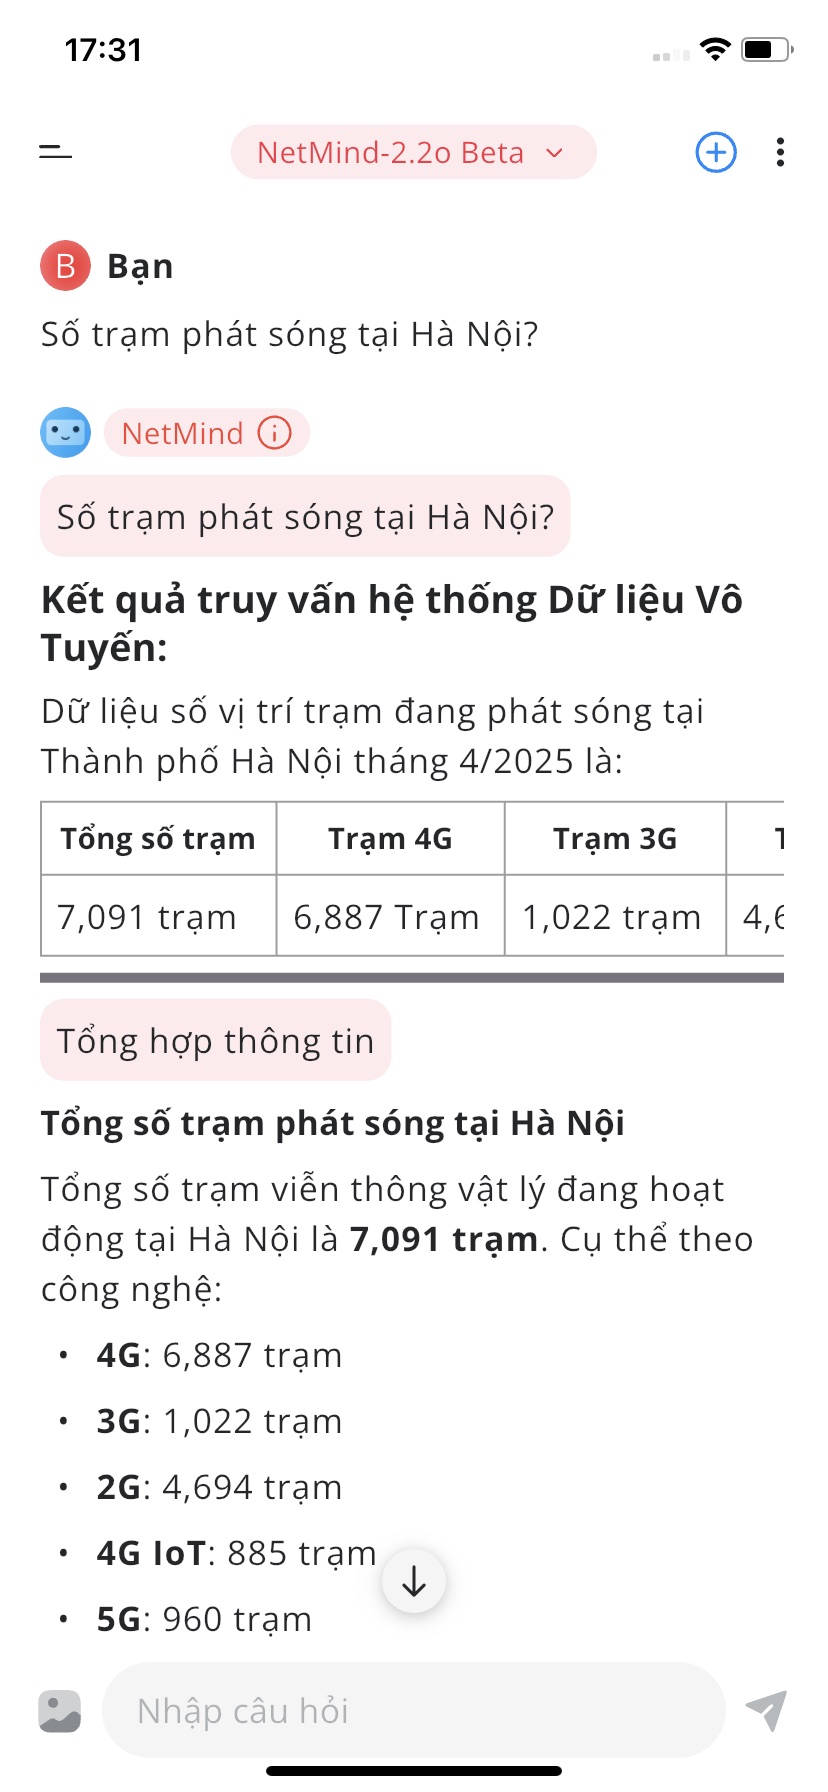 17:31
NetMind-2.2o Beta
B Bạn
Số trạm phát sóng tại Hà Nội?
NetMind
Số trạm phát sóng tại Hà Nội?
Kết quả truy vấn hệ thống Dữ liệu Vô
Tuyến:
Dữ liệu số vị trí trạm đang phát sóng tại
Thành phố Hà Nội tháng 4/2025 là:
Tổng số trạm Trạm 4G Trạm 3G
7,091 trạm 6,887 Trạm 1,022 trạm
Tổng hợp thông tin
Tổng số trạm phát sóng tại Hà Nội
Tổng số trạm viễn thông vật lý đang hoạt
động tại Hà Nội là 7,091 trạm. Cụ thể theo
công nghệ:
• 4G: 6,887 trạm
• 3G: 1,022 trạm
• 2G: 4,694 trạm
• 4G IoT: 885 trạm
• 5G: 960 trạm
Nhập câu hỏi